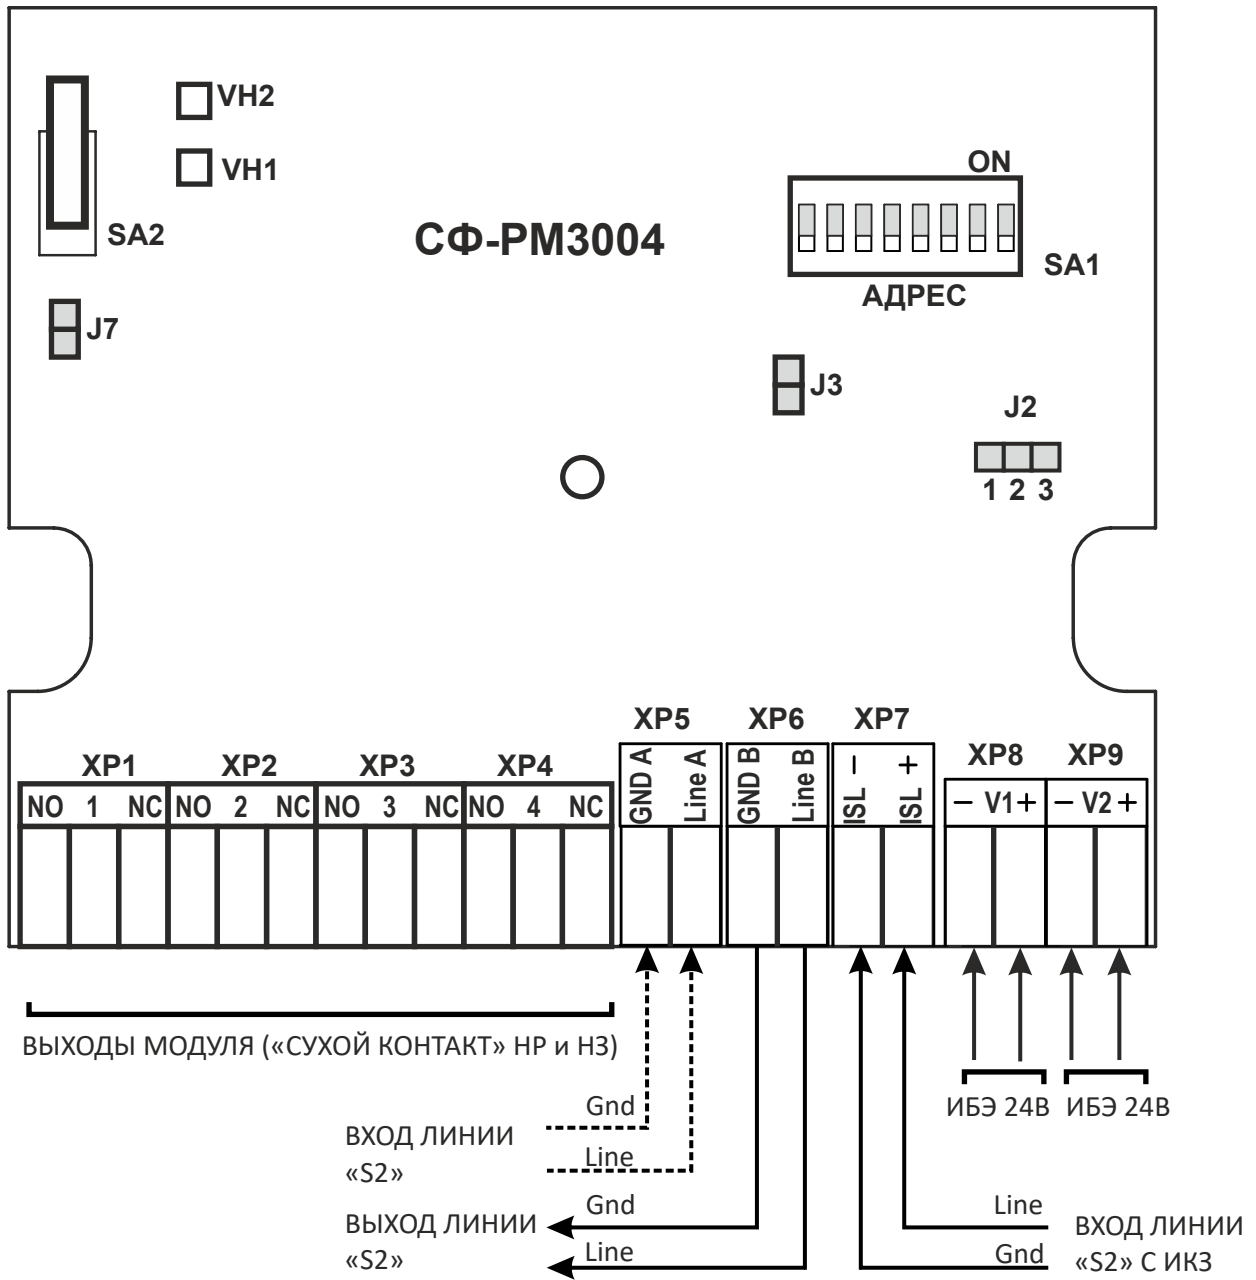 VH2
VH1
SA2
СФ-РМ3004
ON
SA1
АДРЕС
J7
J3
J2
1 2 3
XP1 XP2 XP3 XP4 XP5 XP6 XP7 XP8 XP9
NO 1 NC NO 2 NC NO 3 NC NO 4 NC
GND A
Line A
GND B
Line B
ISL −
ISL +
− V1 +
− V2 +
ВЫХОДЫ МОДУЛЯ («СУХОЙ КОНТАКТ» НР и НЗ)
ИБЭ 24В ИБЭ 24В
Gnd
ВХОД ЛИНИИ
«S2»
Line
Gnd
ВЫХОД ЛИНИИ
«S2»
Line
Line
Gnd
ВХОД ЛИНИИ
«S2» С ИКЗ